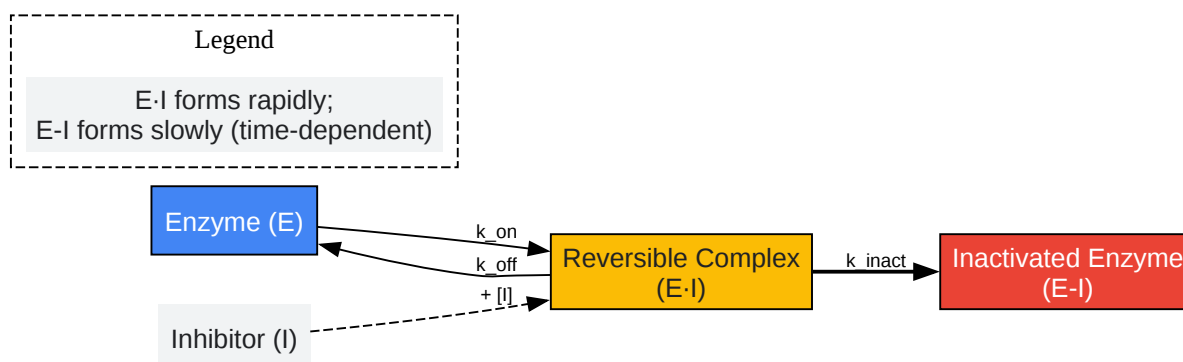 Legend
E·I forms rapidly;
E-I forms slowly (time-dependent)
Enzyme (E)
k_on
k_off
+ [I]
Inhibitor (I)
Reversible Complex
(E·I)
k_inact
Inactivated Enzyme
(E-I)